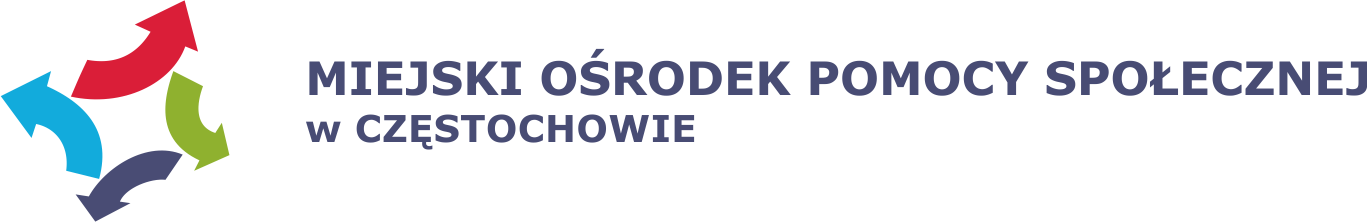 MIEJSKI OŚRODEK POMOCY SPOŁECZNEJ
w CZĘSTOCHOWIE